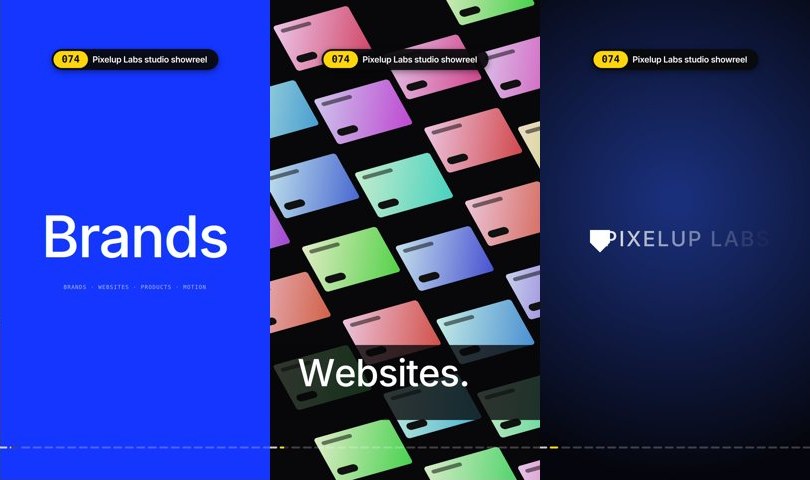 074 Pixelup Labs studio showreel
Brands
BRANDS · WEBSITES · PRODUCTS · MOTION
074 Pixelup Labs studio showreel
Websites.
074 Pixelup Labs studio showreel
PIXELUP LABS